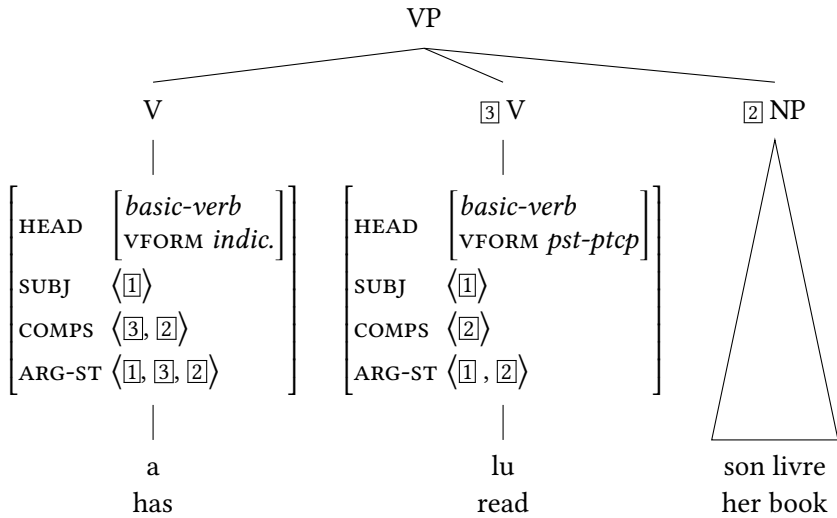 VP
V 3 V 2 NP
HEAD [basic-verb VFORM indic.] HEAD [basic-verb VFORM pst-ptcp]
SUBJ ⟨1⟩ SUBJ ⟨1⟩
COMPS ⟨3, 2⟩ COMPS ⟨2⟩
ARG-ST ⟨1, 3, 2⟩ ARG-ST ⟨1 , 2⟩
a lu son livre
has read her book